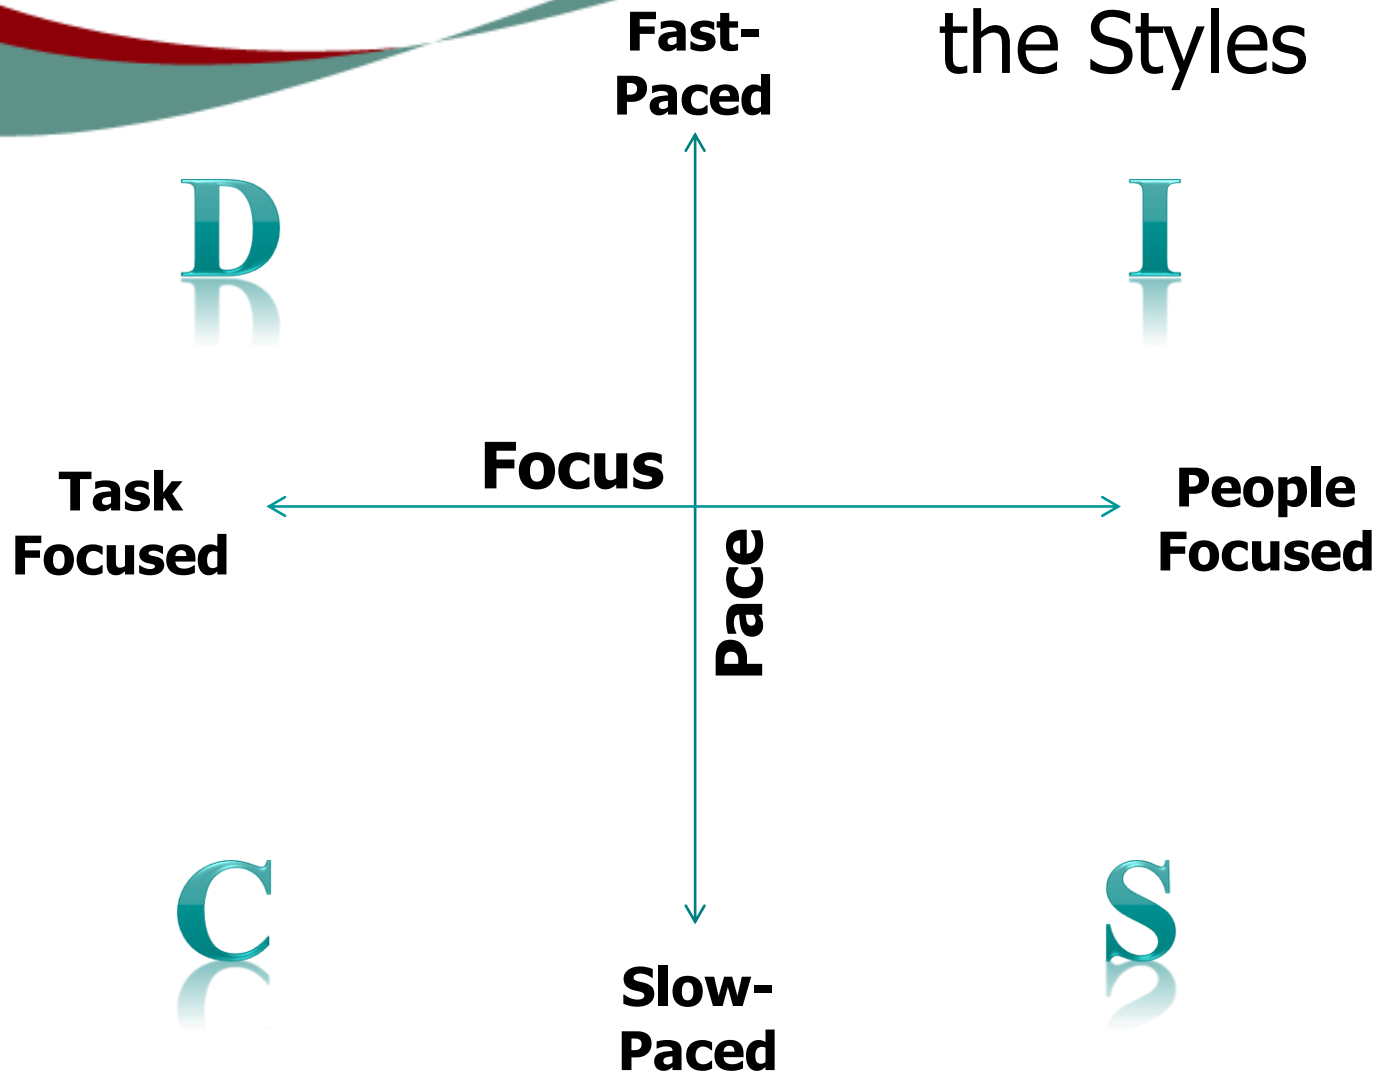 the Styles
Fast-
Paced
D
I
Focus
Task
Focused
People
Focused
Pace
C
S
Slow-
Paced